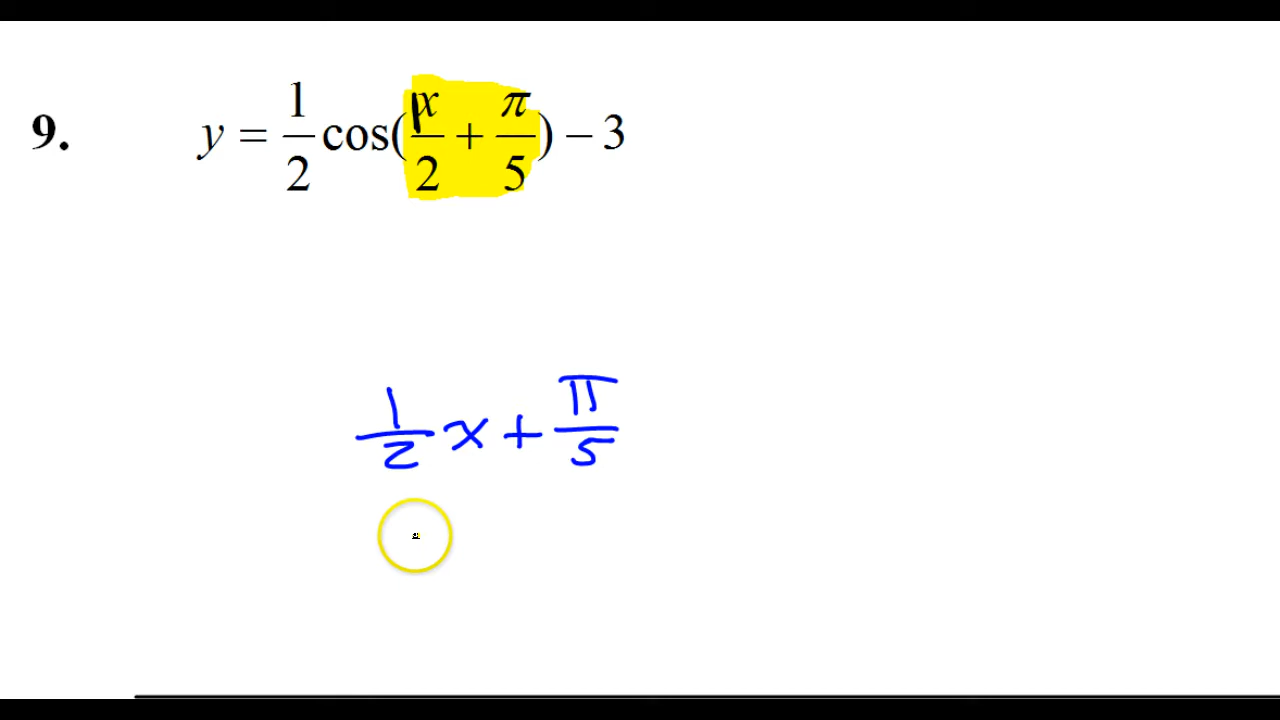 9. y = 1/2 cos(x/2 + π/5) − 3
1/2 x + π/5